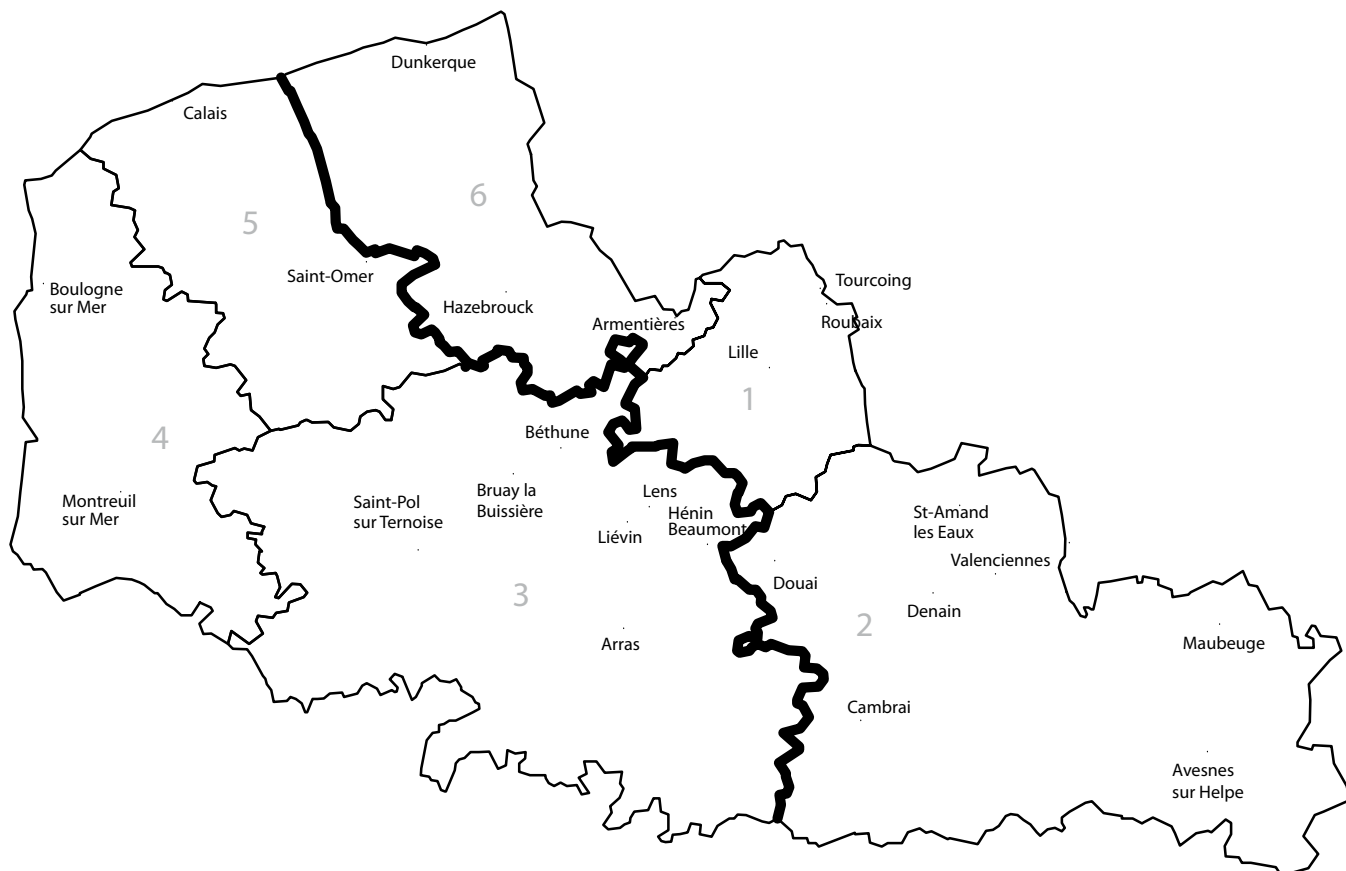 Dunkerque
Calais
6
5
Saint-Omer
Tourcoing
Boulogne
sur Mer
Hazebrouck
Armentières
Roubaix
Lille
1
4
Béthune
Montreuil
sur Mer
Saint-Pol
sur Ternoise
Bruay la
Buissière
Lens
Hénin
Beaumont
Liévin
St-Amand
les Eaux
Valenciennes
Douai
3
Denain
2
Arras
Maubeuge
Cambrai
Avesnes
sur Helpe